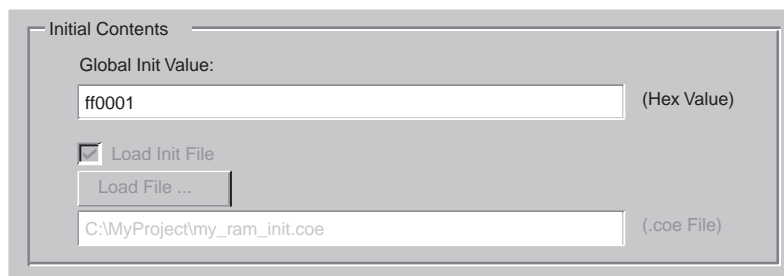 Initial Contents
Global Init Value:
ff0001 (Hex Value)
Load Init File
Load File ...
C:\MyProject\my_ram_init.coe (.coe File)